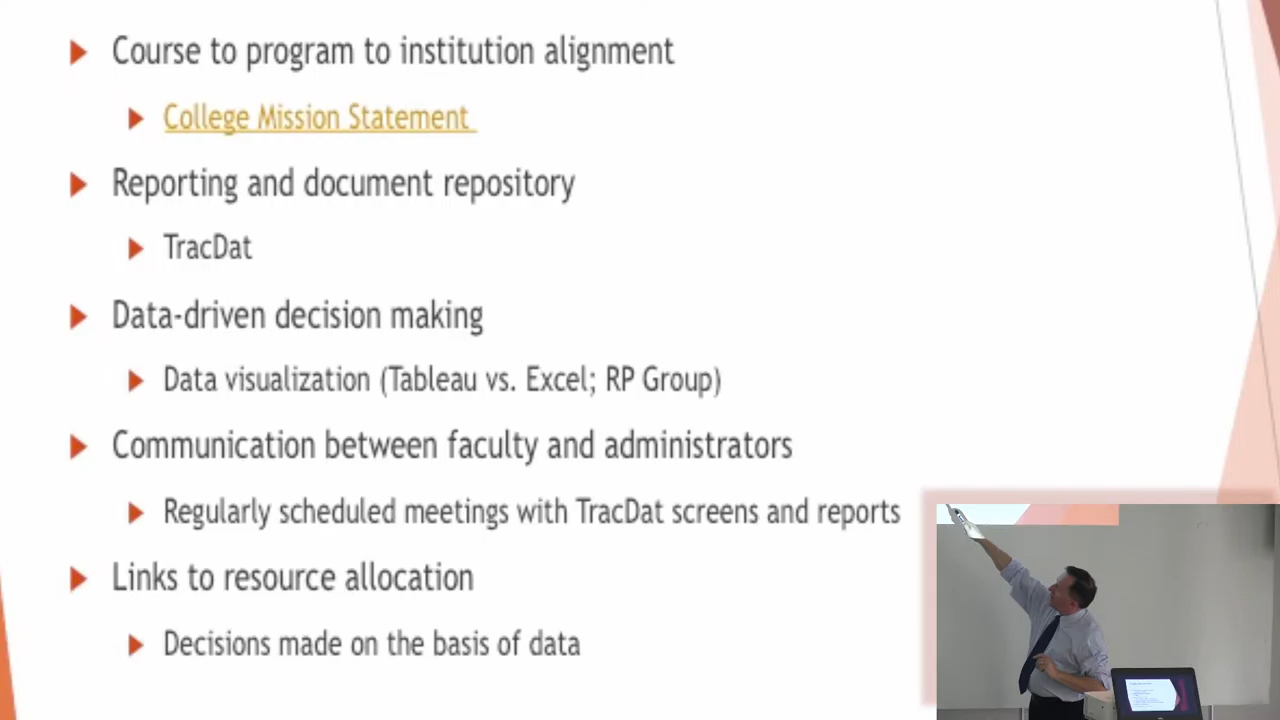 Course to program to institution alignment
College Mission Statement
Reporting and document repository
TracDat
Data-driven decision making
Data visualization (Tableau vs. Excel; RP Group)
Communication between faculty and administrators
Regularly scheduled meetings with TracDat screens and reports
Links to resource allocation
Decisions made on the basis of data